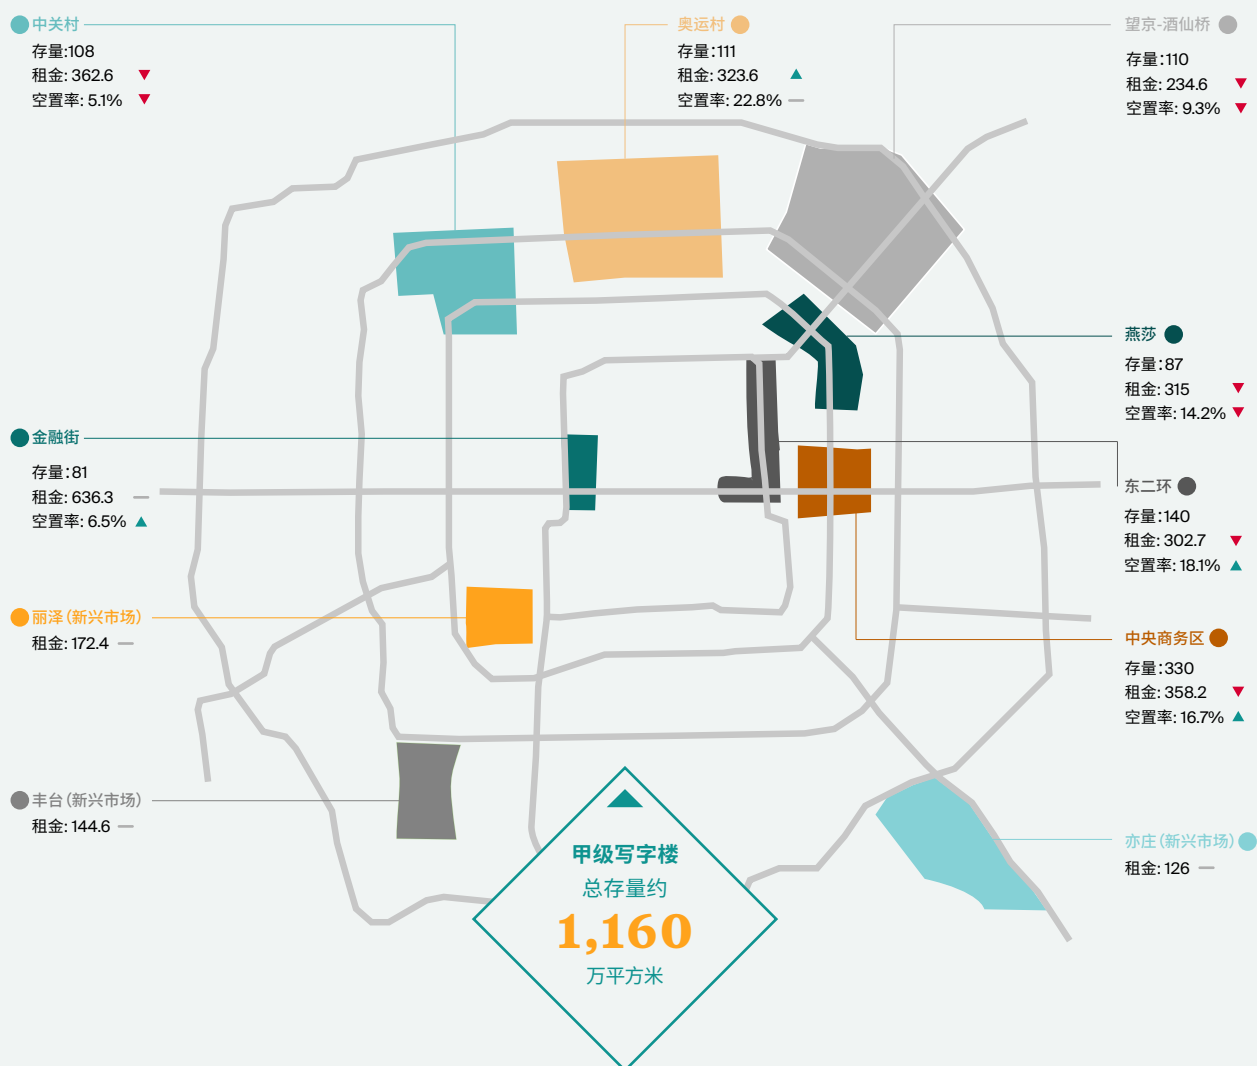 中关村
存量:108
租金: 362.6 ▼
空置率: 5.1% ▼
奥运村
存量:111
租金: 323.6 ▲
空置率: 22.8% —
望京-酒仙桥
存量:110
租金: 234.6 ▼
空置率: 9.3% ▼
燕莎
存量:87
租金: 315 ▼
空置率: 14.2% ▼
金融街
存量:81
租金: 636.3 —
空置率: 6.5% ▲
东二环
存量:140
租金: 302.7 ▼
空置率: 18.1% ▲
丽泽(新兴市场)
租金: 172.4 —
中央商务区
存量:330
租金: 358.2 ▼
空置率: 16.7% ▲
丰台(新兴市场)
租金: 144.6 —
亦庄(新兴市场)
租金: 126 —
甲级写字楼
总存量约
1,160
万平方米